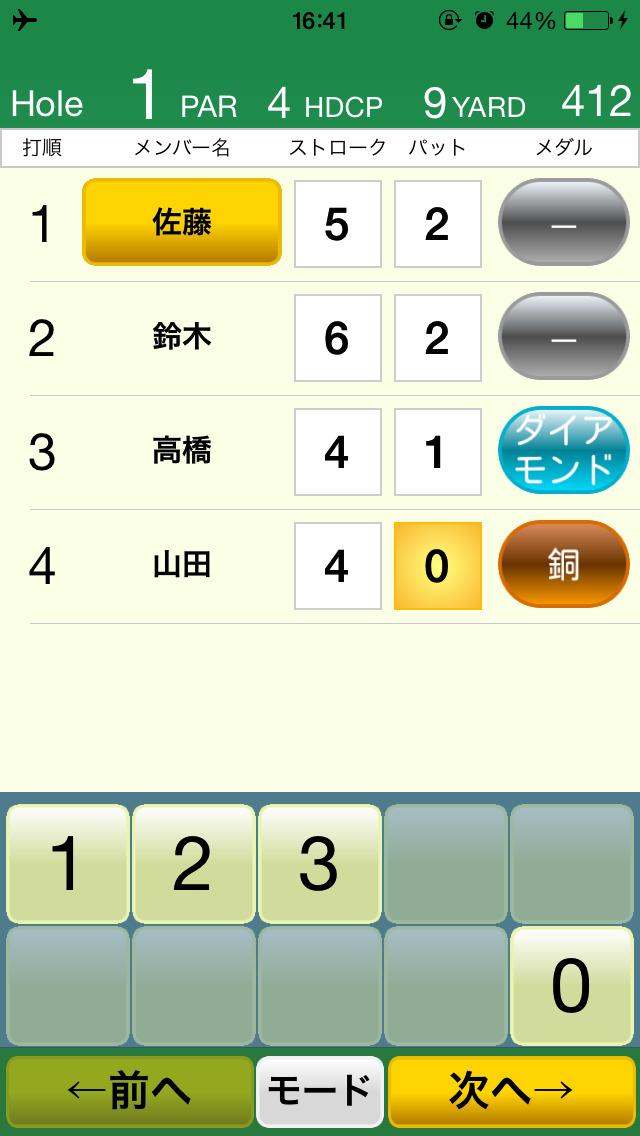 16:41 44%
Hole 1 PAR 4 HDCP 9 YARD 412
打順 メンバー名 ストローク パット メダル
1 佐藤 5 2 －
2 鈴木 6 2 －
3 高橋 4 1 ダイア
モンド
4 山田 4 0 銅
1 2 3
0
←前へ モード 次へ→